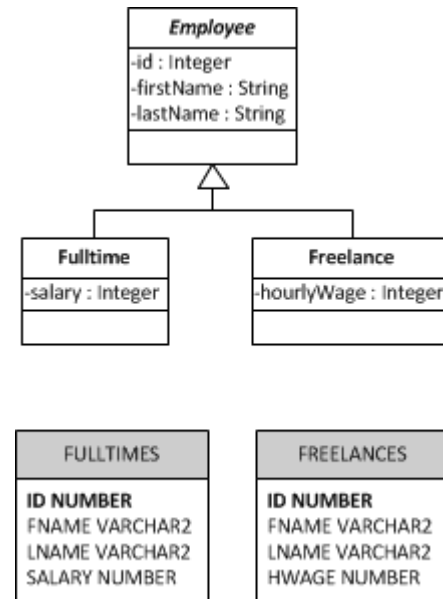 Employee
-id : Integer
-firstName : String
-lastName : String
Fulltime
-salary : Integer
Freelance
-hourlyWage : Integer
FULLTIMES
ID NUMBER
FNAME VARCHAR2
LNAME VARCHAR2
SALARY NUMBER
FREELANCES
ID NUMBER
FNAME VARCHAR2
LNAME VARCHAR2
HWAGE NUMBER